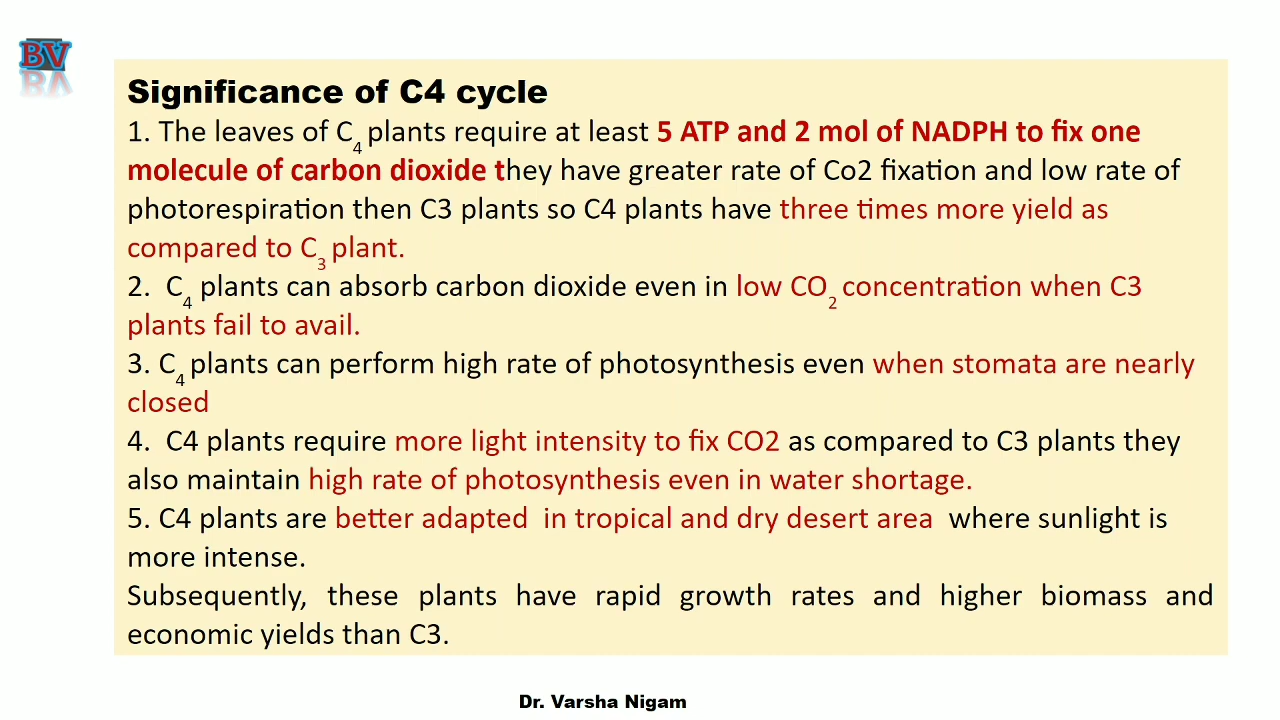 BV
Significance of C4 cycle
1. The leaves of C₄ plants require at least 5 ATP and 2 mol of NADPH to fix one
molecule of carbon dioxide they have greater rate of Co2 fixation and low rate of
photorespiration then C3 plants so C4 plants have three times more yield as
compared to C₃ plant.
2. C₄ plants can absorb carbon dioxide even in low CO₂ concentration when C3
plants fail to avail.
3. C₄ plants can perform high rate of photosynthesis even when stomata are nearly
closed
4. C4 plants require more light intensity to fix CO2 as compared to C3 plants they
also maintain high rate of photosynthesis even in water shortage.
5. C4 plants are better adapted in tropical and dry desert area where sunlight is
more intense.
Subsequently, these plants have rapid growth rates and higher biomass and
economic yields than C3.
Dr. Varsha Nigam